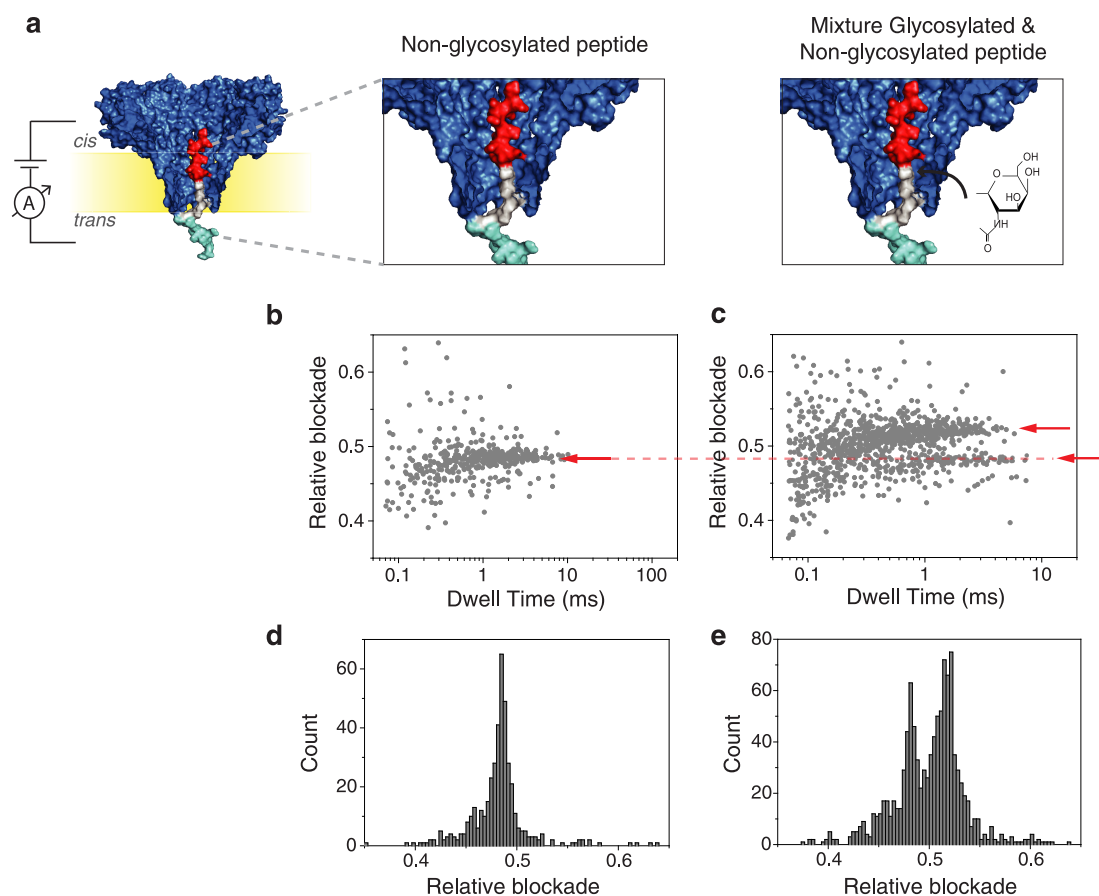 a
Non-glycosylated peptide
Mixture Glycosylated &
Non-glycosylated peptide
cis
A
trans
OH
O
OH
HO
NH
O
b
Relative blockade
0.6
0.5
0.4
0.1
1
10
100
Dwell Time (ms)
c
Relative blockade
0.6
0.5
0.4
0.1
1
10
Dwell Time (ms)
d
Count
60
40
20
0
0.4
0.5
0.6
Relative blockade
e
Count
80
60
40
20
0
0.4
0.5
0.6
Relative blockade